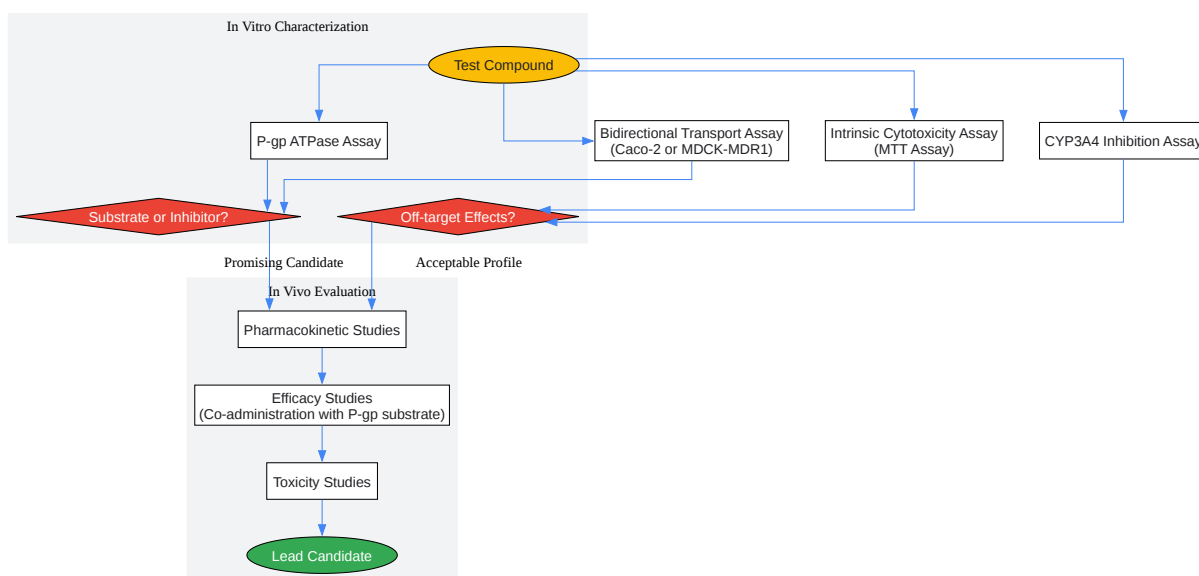 In Vitro Characterization
Test Compound
P-gp ATPase Assay
Bidirectional Transport Assay
(Caco-2 or MDCK-MDR1)
Intrinsic Cytotoxicity Assay
(MTT Assay)
CYP3A4 Inhibition Assay
Substrate or Inhibitor?
Off-target Effects?
Promising Candidate
Acceptable Profile
In Vivo Evaluation
Pharmacokinetic Studies
Efficacy Studies
(Co-administration with P-gp substrate)
Toxicity Studies
Lead Candidate